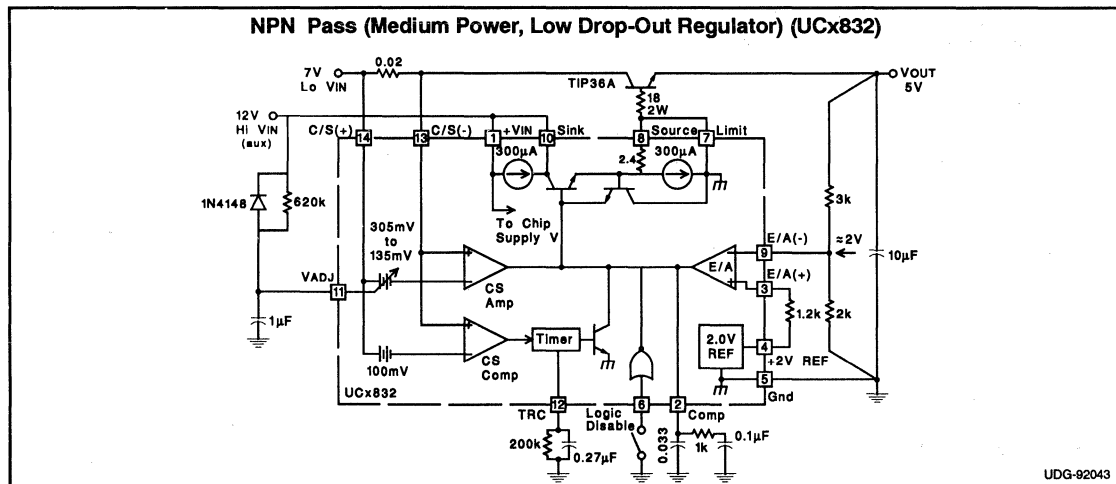 NPN Pass (Medium Power, Low Drop-Out Regulator) (UCx832)
7V
Lo VIN
0.02
TIP36A
18
2W
VOUT
5V
12V
Hi VIN
(aux)
C/S(+)
14
13
C/S(-)
1
+VIN
10
Sink
8
Source
7
Limit
300µA
2.4
300µA
1N4148
620k
To Chip
Supply V
3k
305mV
to
135mV
E/A(-)
9
≈2V
10µF
VADJ
11
CS
Amp
E/A
E/A(+)
3
1.2k
2k
1µF
Timer
2.0V
REF
4
+2V REF
100mV
CS
Comp
5
Gnd
UCx832
12
TRC
Logic
Disable
6
2
Comp
200k
0.27µF
0.033
1k
0.1µF
UDG-92043